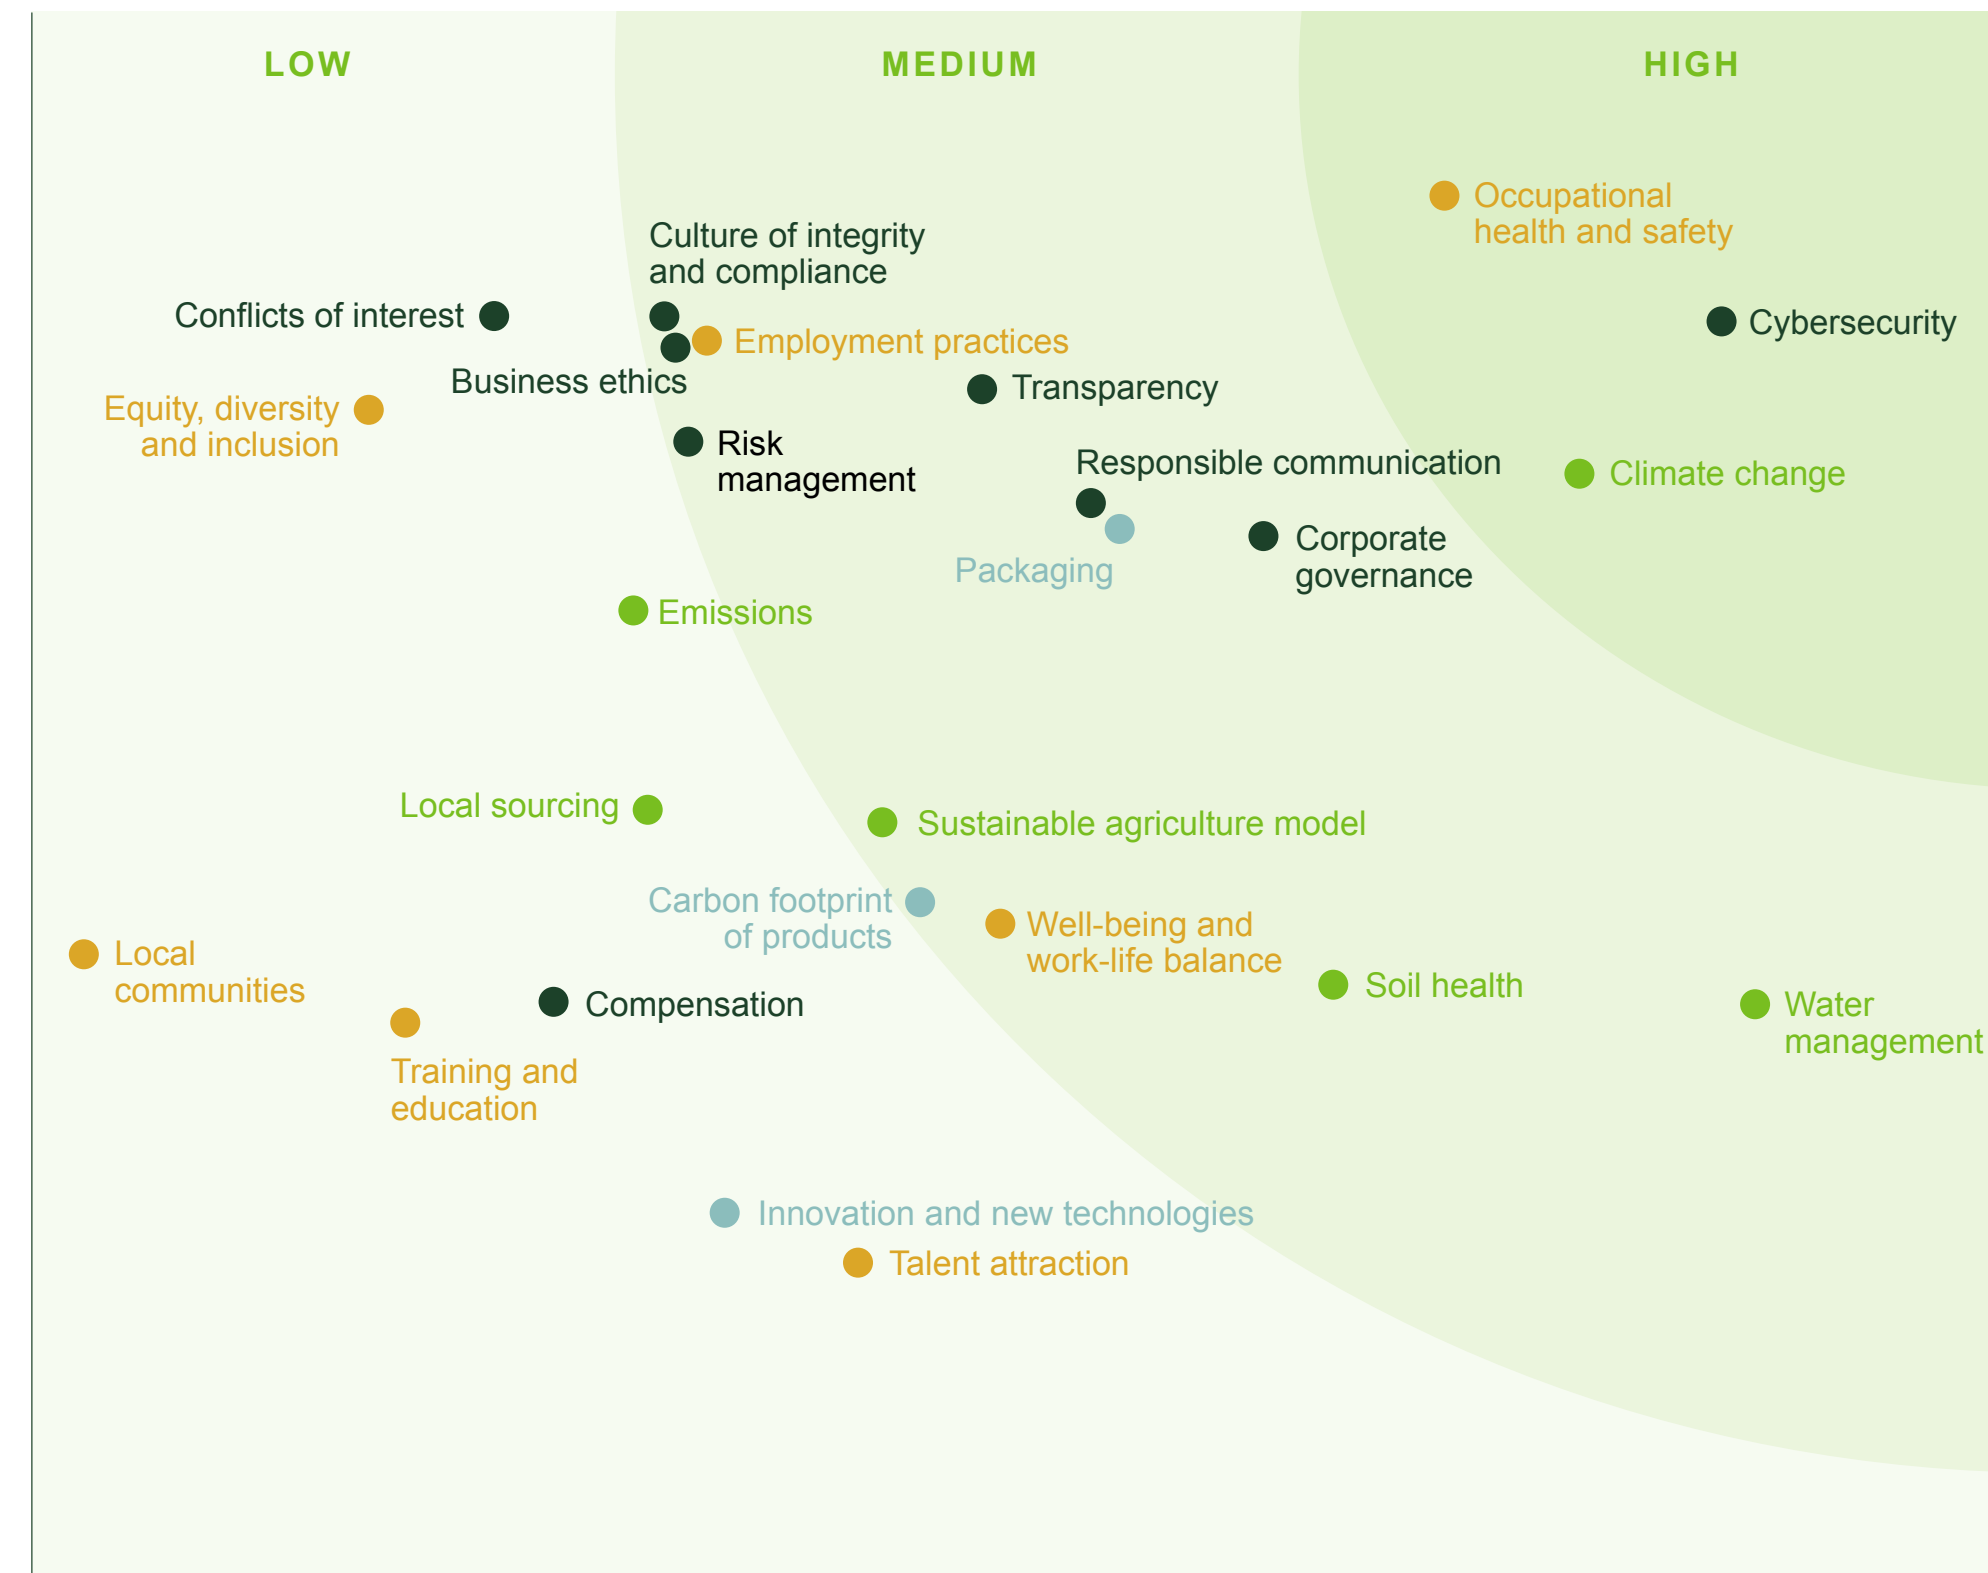 LOW
MEDIUM
HIGH
Occupational
health and safety
Culture of integrity
and compliance
Conflicts of interest
Cybersecurity
Employment practices
Business ethics
Transparency
Equity, diversity
and inclusion
Risk
management
Responsible communication
Climate change
Corporate
governance
Packaging
Emissions
Local sourcing
Sustainable agriculture model
Carbon footprint
of products
Well-being and
work-life balance
Local
communities
Soil health
Compensation
Water
management
Training and
education
Innovation and new technologies
Talent attraction